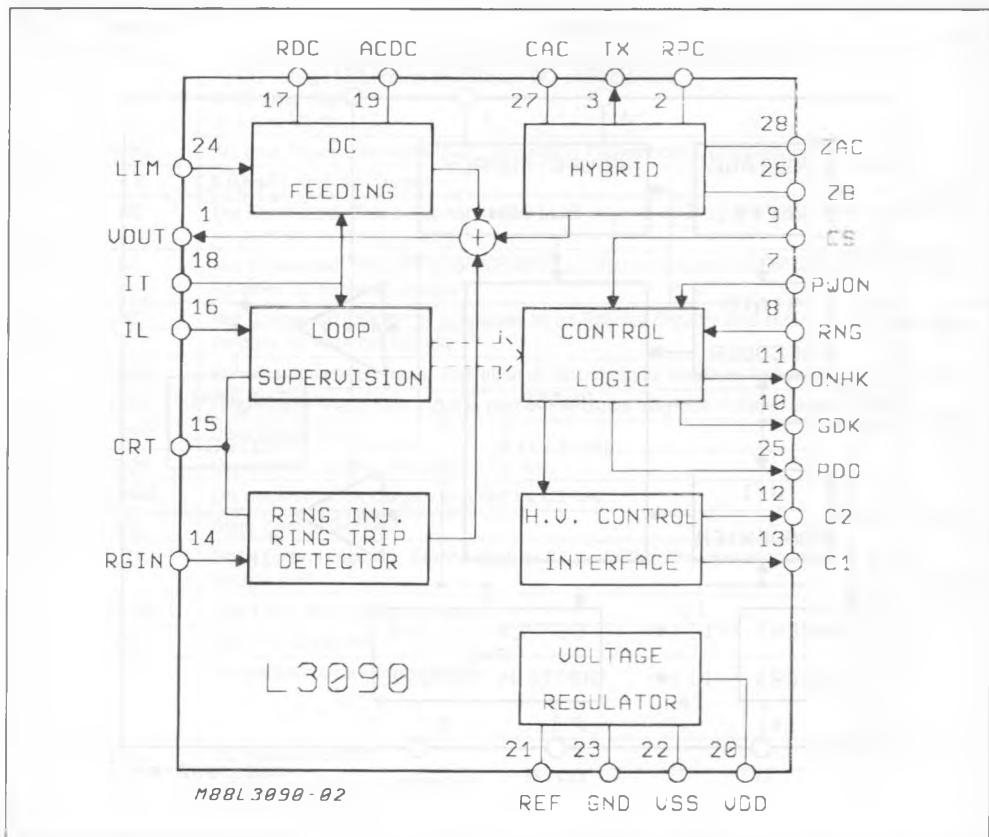 RDC ACDC CAC TX RPC
17 19 27 3 2
LIM 24
DC
FEEDING
HYBRID
28 ZAC
26 ZB
VOUT 1
9 CS
18 IT
7 PWON
16 IL
LOOP
SUPERVISION
CONTROL
LOGIC
8 RNG
11 ONHK
10 GDK
CRT 15
25 PDO
RING INJ.
RING TRIP
DETECTOR
H.V. CONTROL
INTERFACE
12 C2
13 C1
RGIN 14
VOLTAGE
REGULATOR
L3090
21 23 22 20
M88L3090-02
REF GND VSS VDD